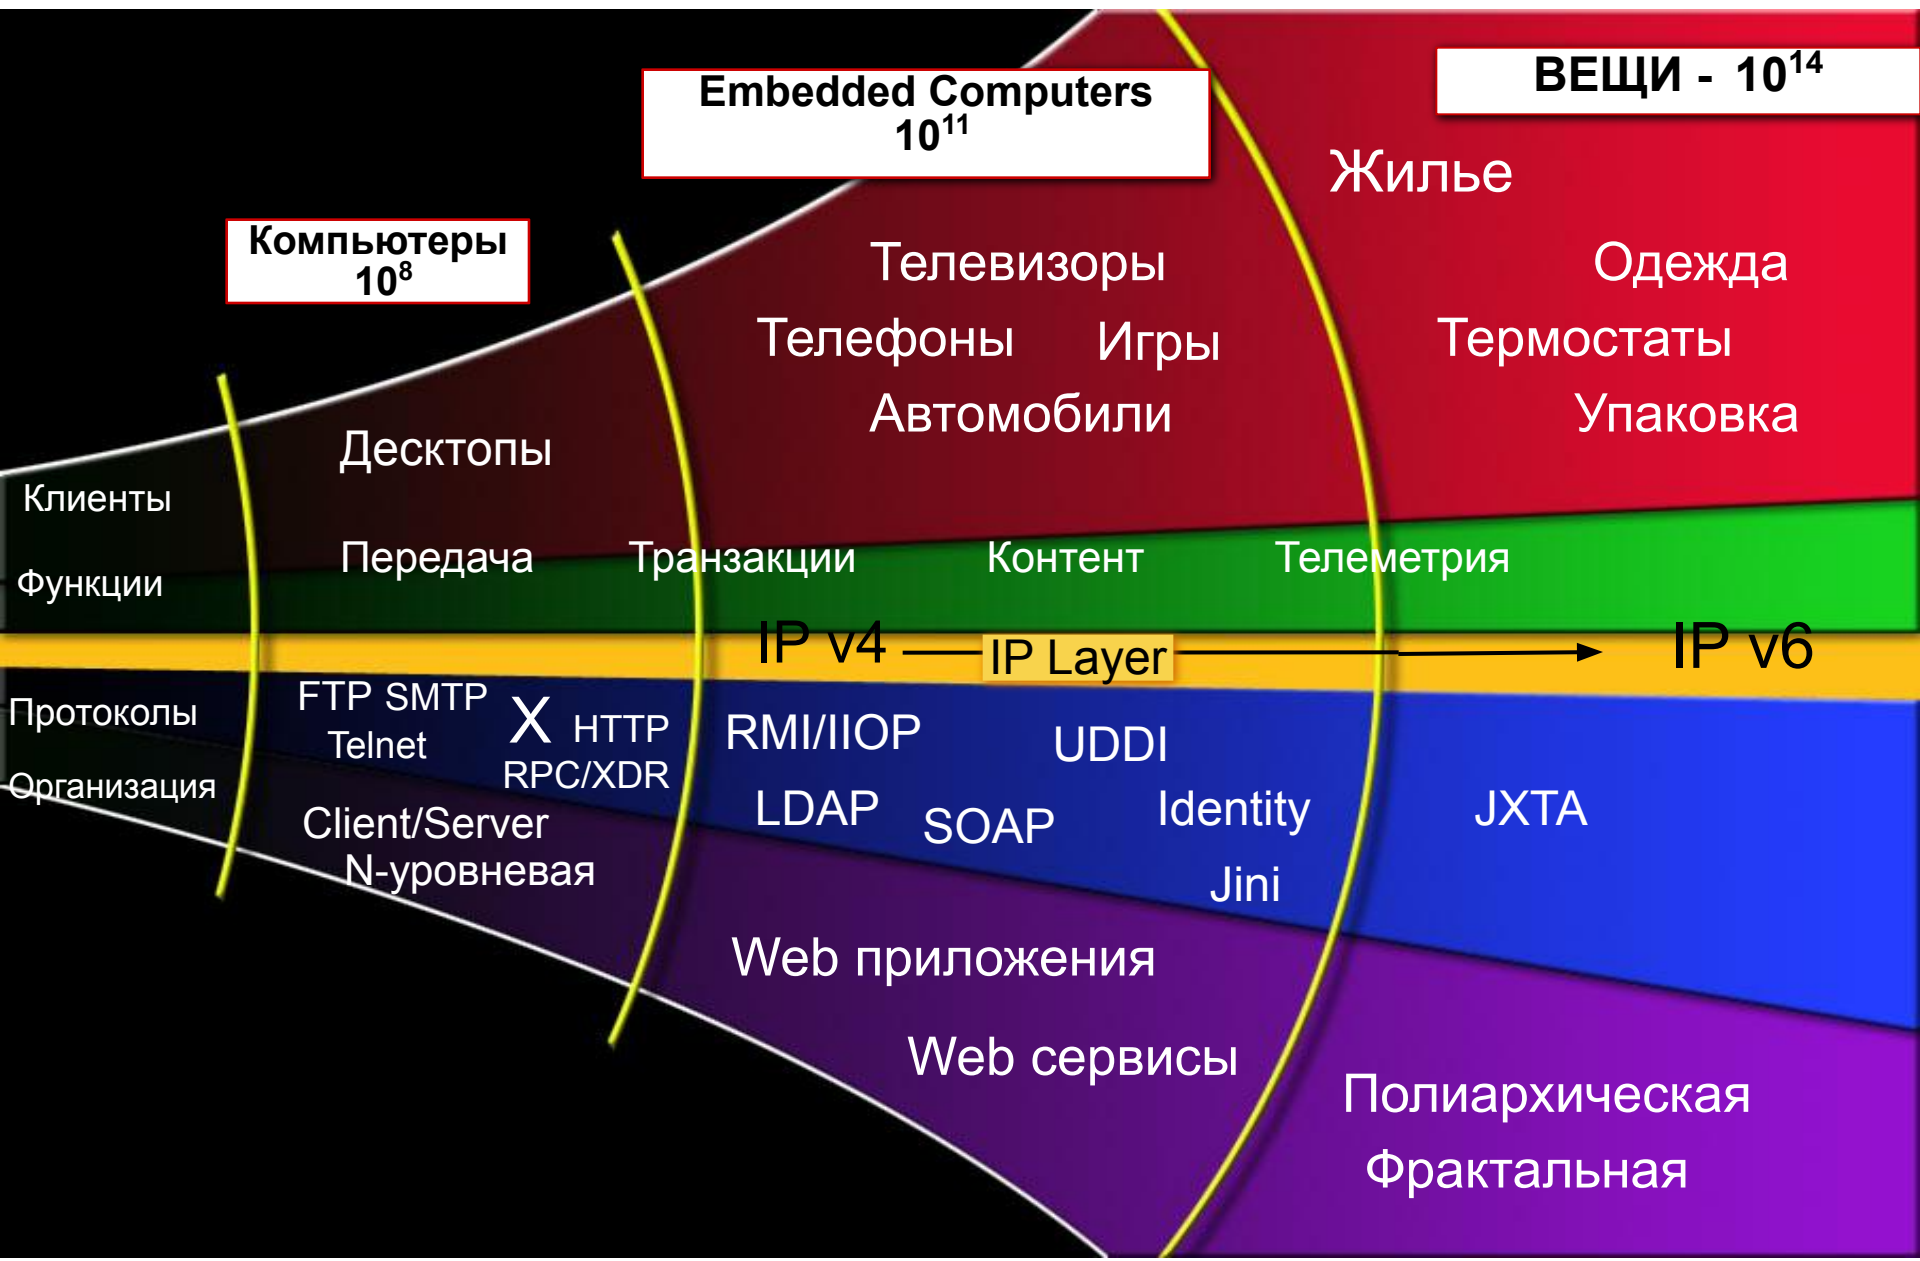 ВЕЩИ - 10¹⁴
Embedded Computers
10¹¹
Компьютеры
10⁸
Жилье
Телевизоры
Одежда
Телефоны
Игры
Термостаты
Автомобили
Упаковка
Десктопы
Клиенты
Функции
Передача
Транзакции
Контент
Телеметрия
IP v4
IP Layer
IP v6
Протоколы
FTP SMTP
Telnet
X
HTTP
RPC/XDR
RMI/IIOP
UDDI
LDAP
SOAP
Identity
Jini
JXTA
Организация
Client/Server
N-уровневая
Web приложения
Web сервисы
Полиархическая
Фрактальная